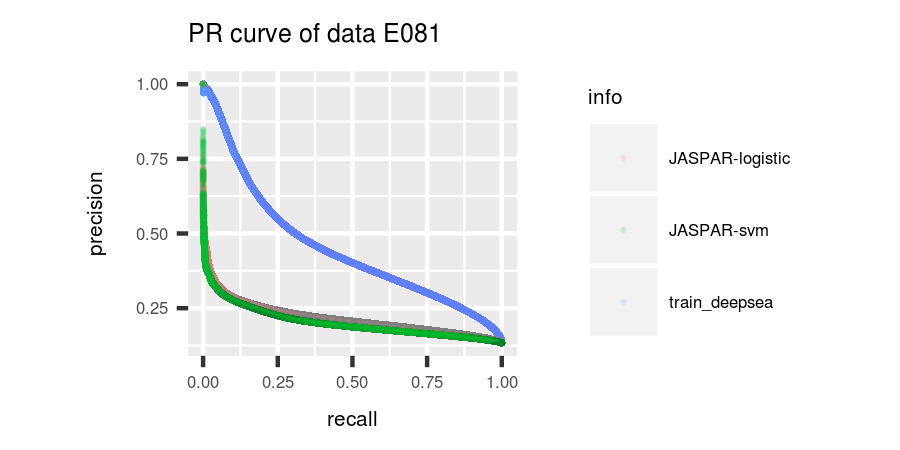 PR curve of data E081
precision
1.00
0.75
0.50
0.25
0.00 0.25 0.50 0.75 1.00
recall
info
JASPAR-logistic
JASPAR-svm
train_deepsea